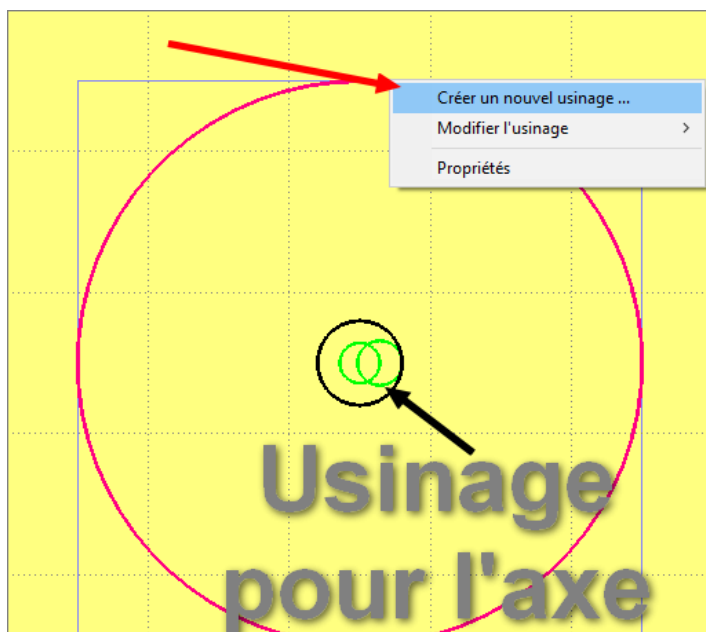 Créer un nouvel usinage ...
Modifier l'usinage
Propriétés
Usinage
pour l'axe